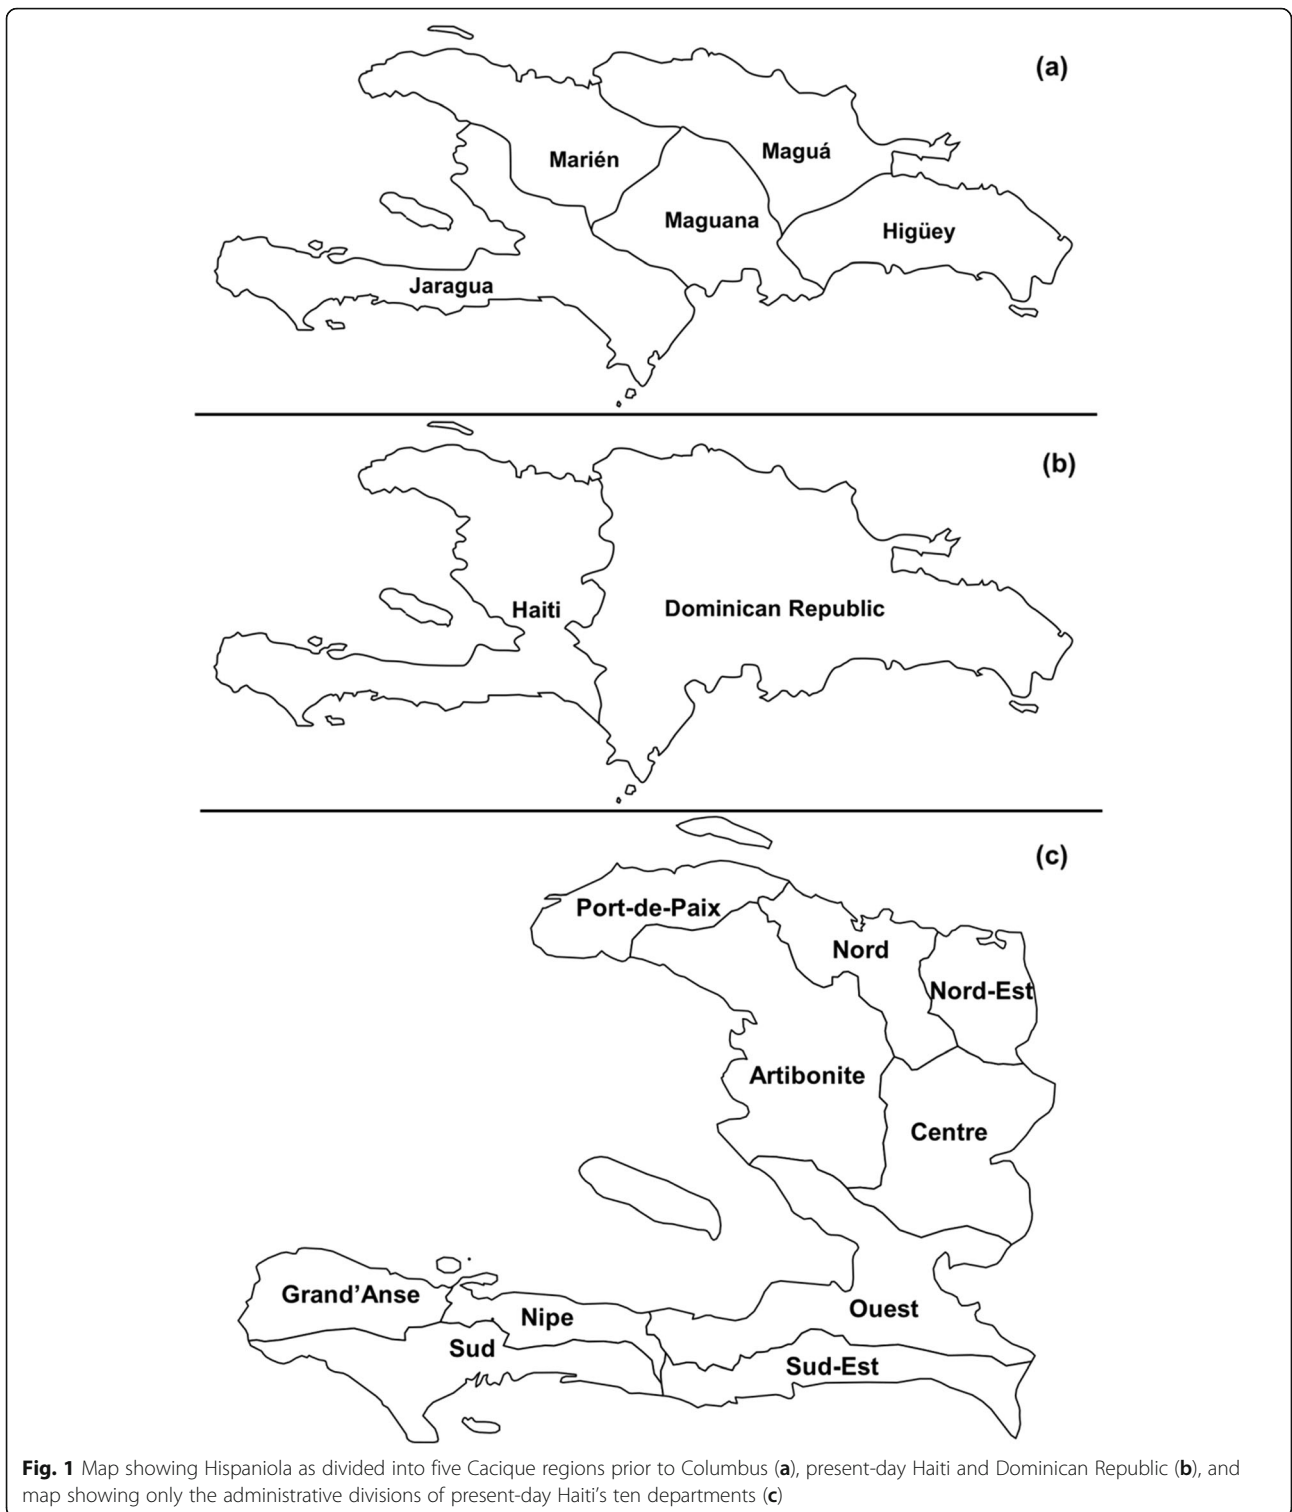 (a)
Marién
Maguá
Maguana
Higüey
Jaragua
(b)
Haiti
Dominican Republic
(c)
Port-de-Paix
Nord
Nord-Est
Artibonite
Centre
Grand'Anse
Nipe
Ouest
Sud
Sud-Est
Fig. 1 Map showing Hispaniola as divided into five Cacique regions prior to Columbus (a), present-day Haiti and Dominican Republic (b), and
map showing only the administrative divisions of present-day Haiti's ten departments (c)